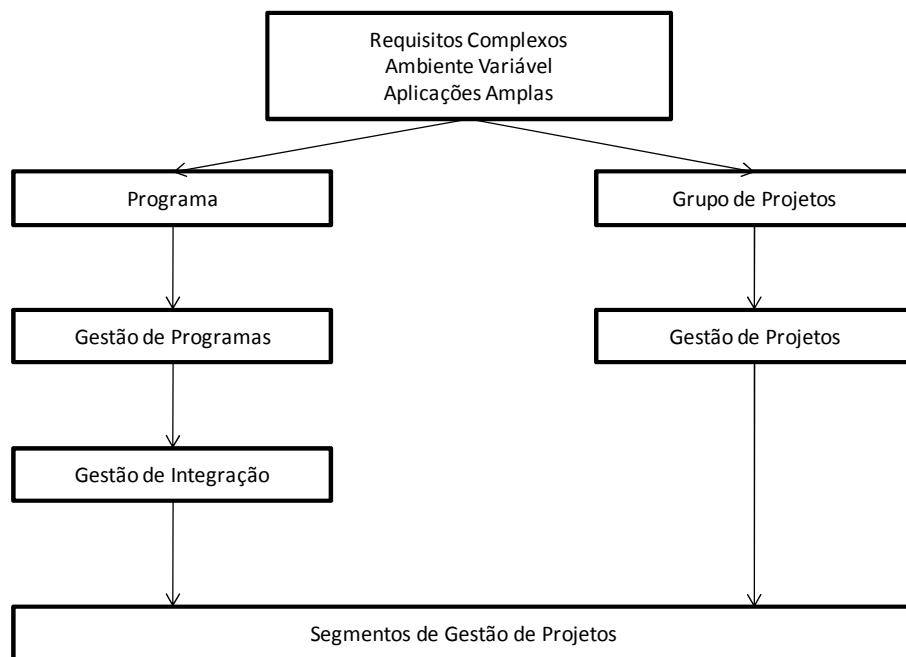 Requisitos Complexos
Ambiente Variável
Aplicações Amplas
Programa
Grupo de Projetos
Gestão de Programas
Gestão de Projetos
Gestão de Integração
Segmentos de Gestão de Projetos